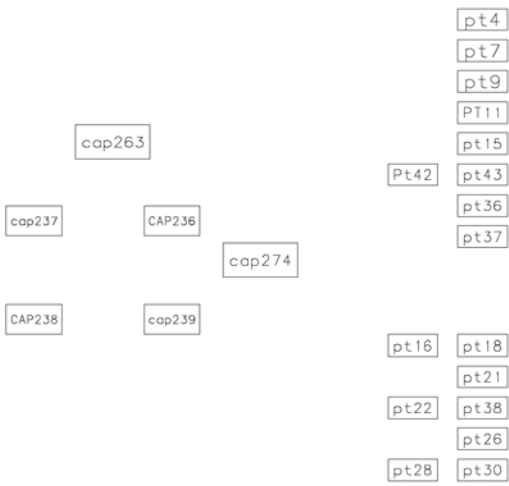 pt4
pt7
pt9
PT11
cap263
pt15
Pt42 pt43
pt36
cap237 CAP236
pt37
cap274
CAP238 cap239
pt16 pt18
pt21
pt22 pt38
pt26
pt28 pt30